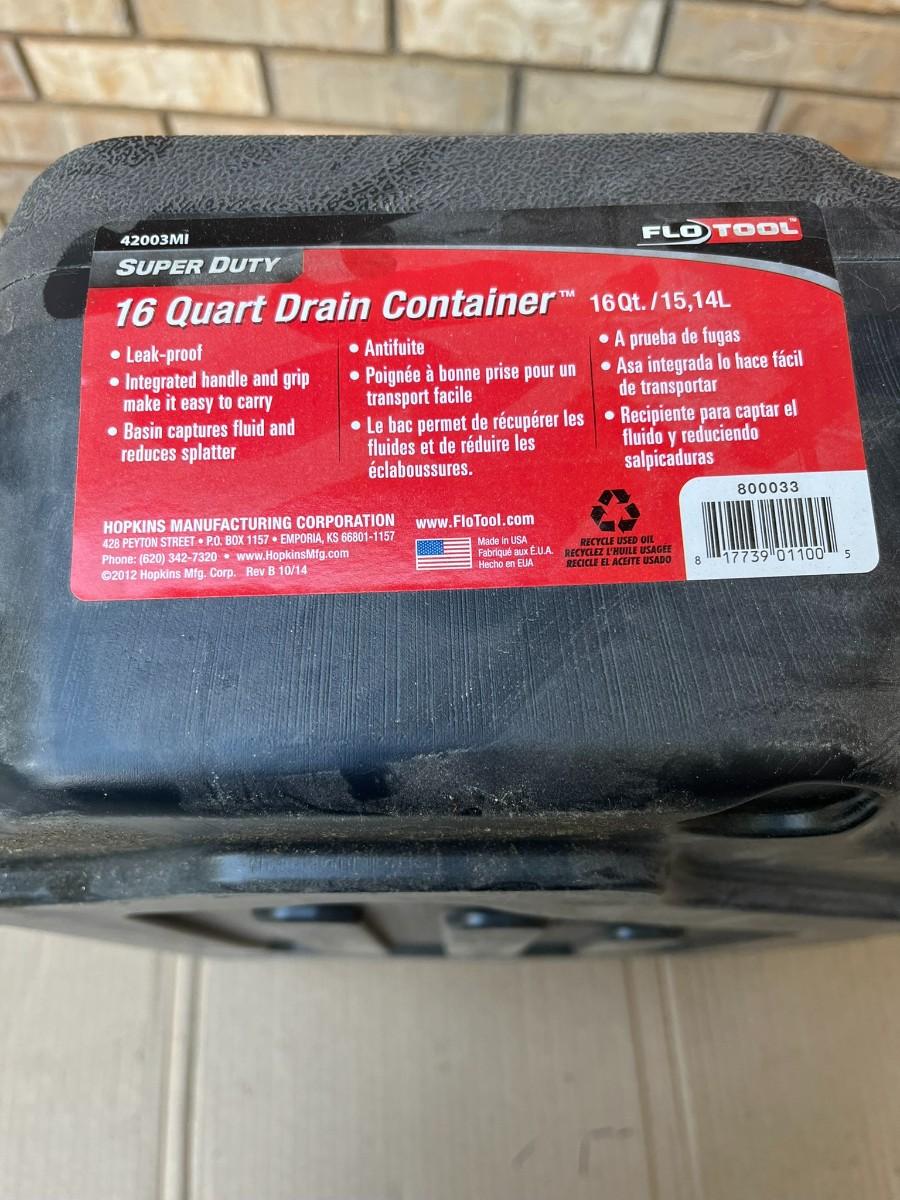 42003MI
FLOTOOL™
SUPER DUTY
16 Quart Drain Container™ 16 Qt. / 15,14L
• Leak-proof
• Integrated handle and grip
make it easy to carry
• Basin captures fluid and
reduces splatter
• Antifuite
• Poignée à bonne prise pour un
transport facile
• Le bac permet de récupérer les
fluides et de réduire les
éclaboussures.
• A prueba de fugas
• Asa integrada lo hace fácil
de transportar
• Recipiente para captar el
fluido y reduciendo
salpicaduras
HOPKINS MANUFACTURING CORPORATION
428 PEYTON STREET • P.O. BOX 1157 • EMPORIA, KS 66801-1157
Phone: (620) 342-7320 • www.HopkinsMfg.com
©2012 Hopkins Mfg. Corp. Rev B 10/14
www.FloTool.com
Made in USA
Fabriqué aux É.U.A.
Hecho en EUA
RECYCLE USED OIL
RECYCLEZ L'HUILE USAGÉE
RECICLE EL ACEITE USADO
800033
8 17739 01100 5